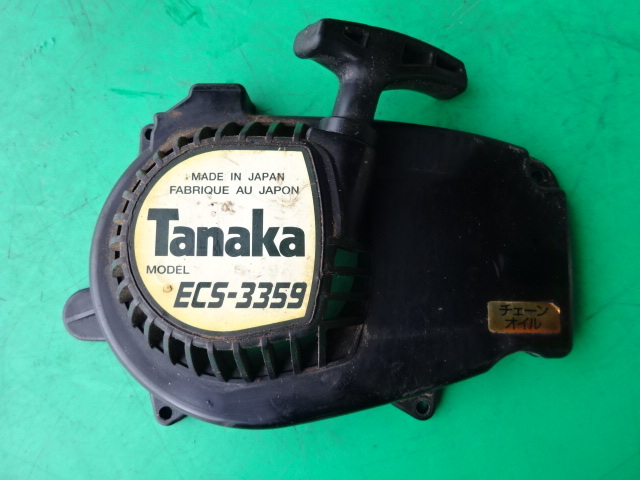 MADE IN JAPAN
FABRIQUE AU JAPON
Tanaka
MODEL
ECS-3359
チェーン
オイル